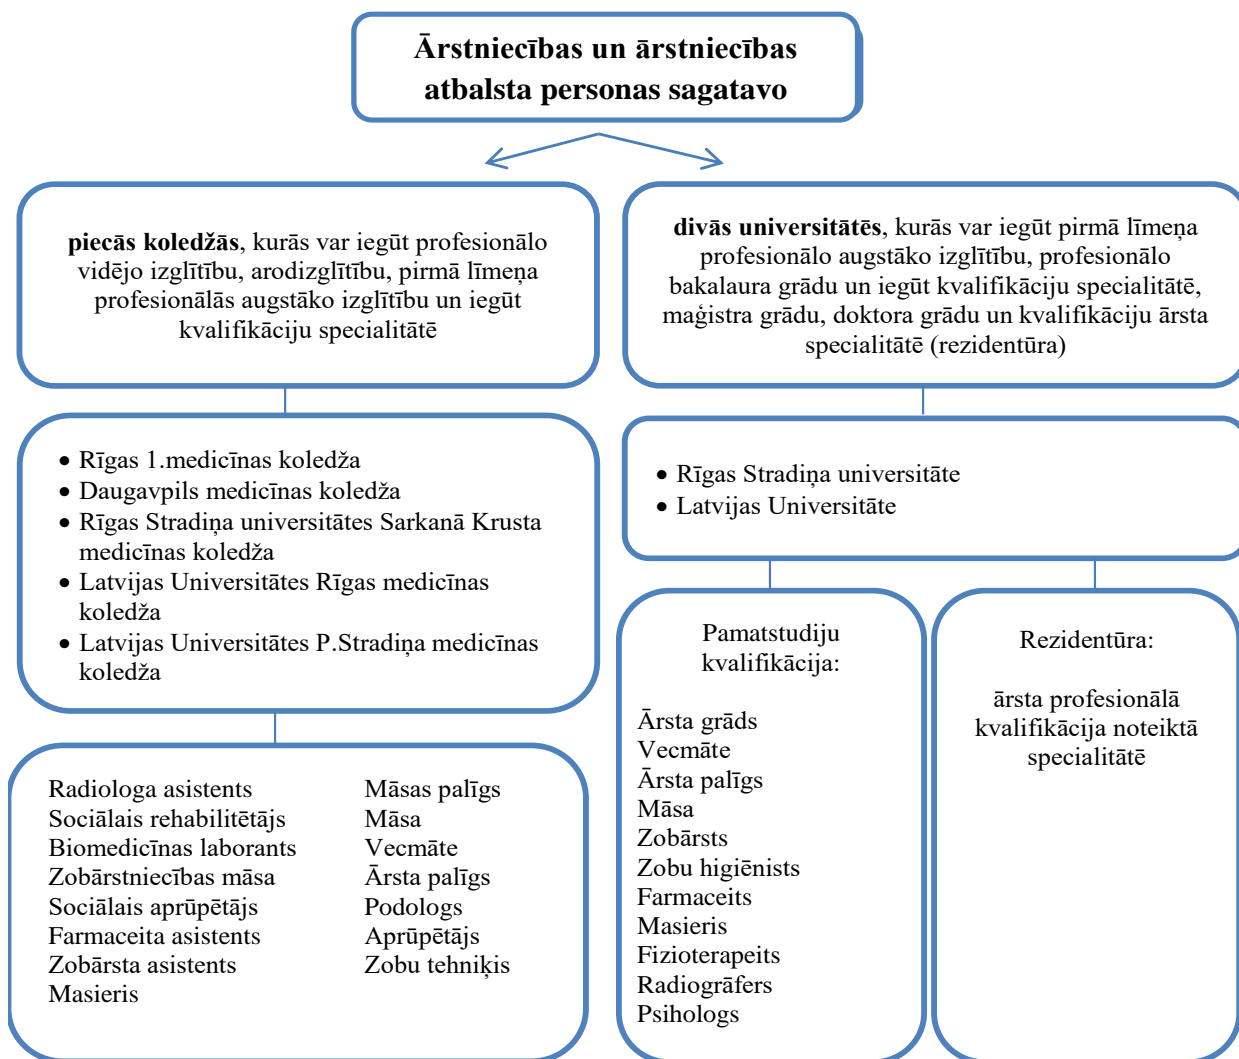 Ārstniecības un ārstniecības
atbalsta personas sagatavo
piecās koledžās, kurās var iegūt profesionālo
vidējo izglītību, arodizglītību, pirmā līmeņa
profesionālās augstāko izglītību un iegūt
kvalifikāciju specialitātē
divās universitātēs, kurās var iegūt pirmā līmeņa
profesionālo augstāko izglītību, profesionālo
bakalaura grādu un iegūt kvalifikāciju specialitātē,
maģistra grādu, doktora grādu un kvalifikāciju ārsta
specialitātē (rezidentūra)
• Rīgas 1.medicīnas koledža
• Daugavpils medicīnas koledža
• Rīgas Stradiņa universitātes Sarkanā Krusta
medicīnas koledža
• Latvijas Universitātes Rīgas medicīnas
koledža
• Latvijas Universitātes P.Stradiņa medicīnas
koledža
• Rīgas Stradiņa universitāte
• Latvijas Universitāte
Radiologa asistents
Sociālais rehabilitētājs
Biomedicīnas laborants
Zobārstniecības māsa
Sociālais aprūpētājs
Farmaceita asistents
Zobārsta asistents
Masieris
Māsas palīgs
Māsa
Vecmāte
Ārsta palīgs
Podologs
Aprūpētājs
Zobu tehniķis
Pamatstudiju
kvalifikācija:
Ārsta grāds
Vecmāte
Ārsta palīgs
Māsa
Zobārsts
Zobu higiēnists
Farmaceits
Masieris
Fizioterapeits
Radiogrāfers
Psihologs
Rezidentūra:
ārsta profesionālā
kvalifikācija noteiktā
specialitātē